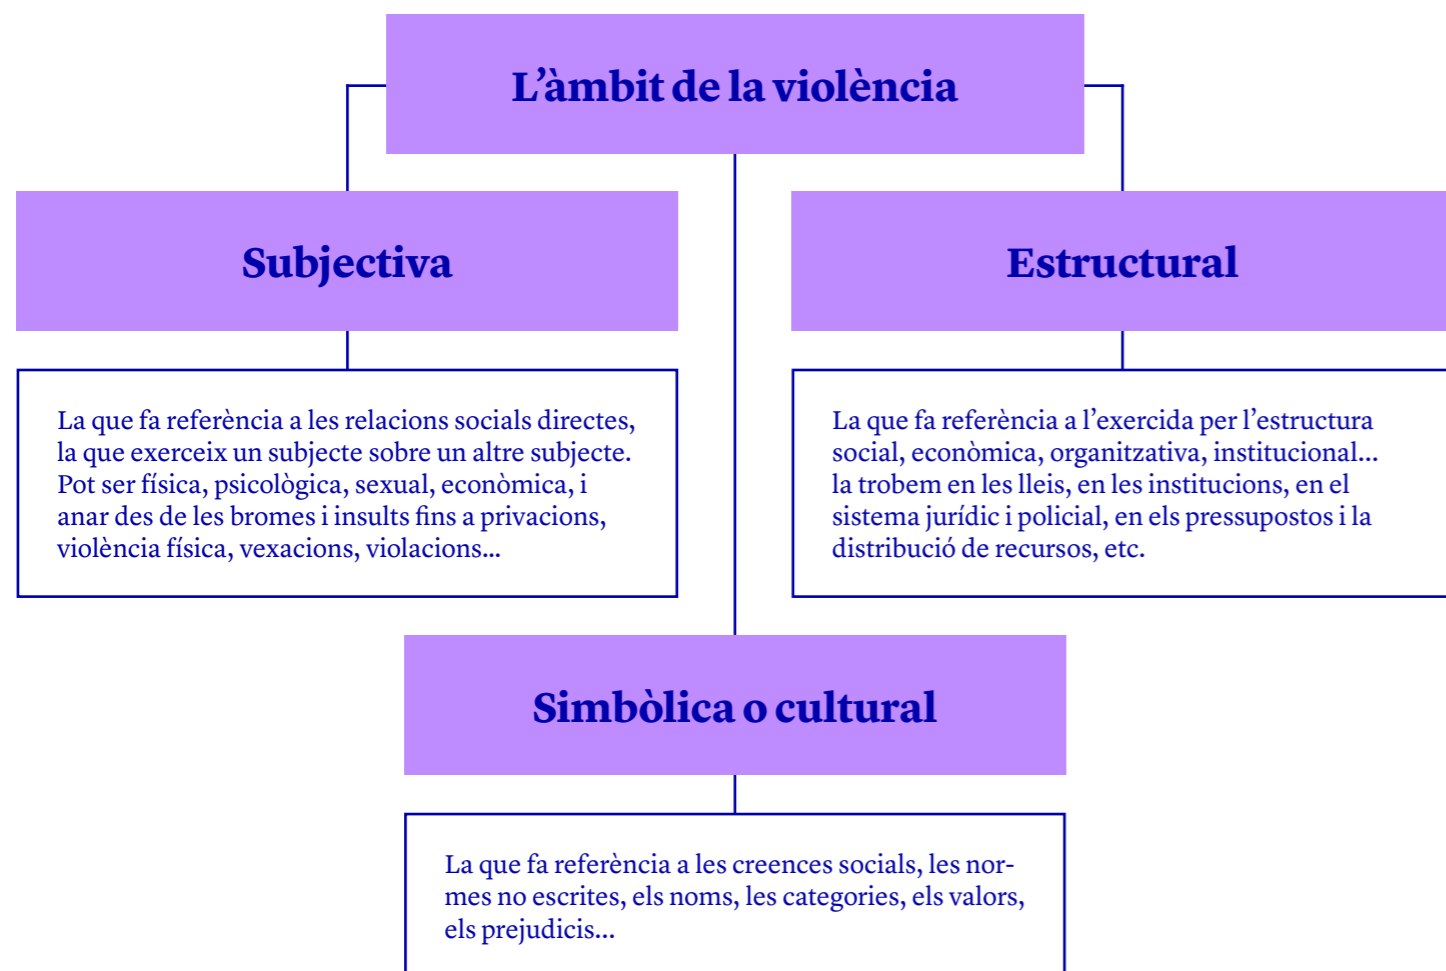 L’àmbit de la violència
Subjectiva
La que fa referència a les relacions socials directes,
la que exerceix un subjecte sobre un altre subjecte.
Pot ser física, psicològica, sexual, econòmica, i
anar des de les bromes i insults fins a privacions,
violència física, vexacions, violacions...
Estructural
La que fa referència a l’exercida per l’estructura
social, econòmica, organitzativa, institucional...
la trobem en les lleis, en les institucions, en el
sistema jurídic i policial, en els pressupostos i la
distribució de recursos, etc.
Simbòlica o cultural
La que fa referència a les creences socials, les nor-
mes no escrites, els noms, les categories, els valors,
els prejudicis...